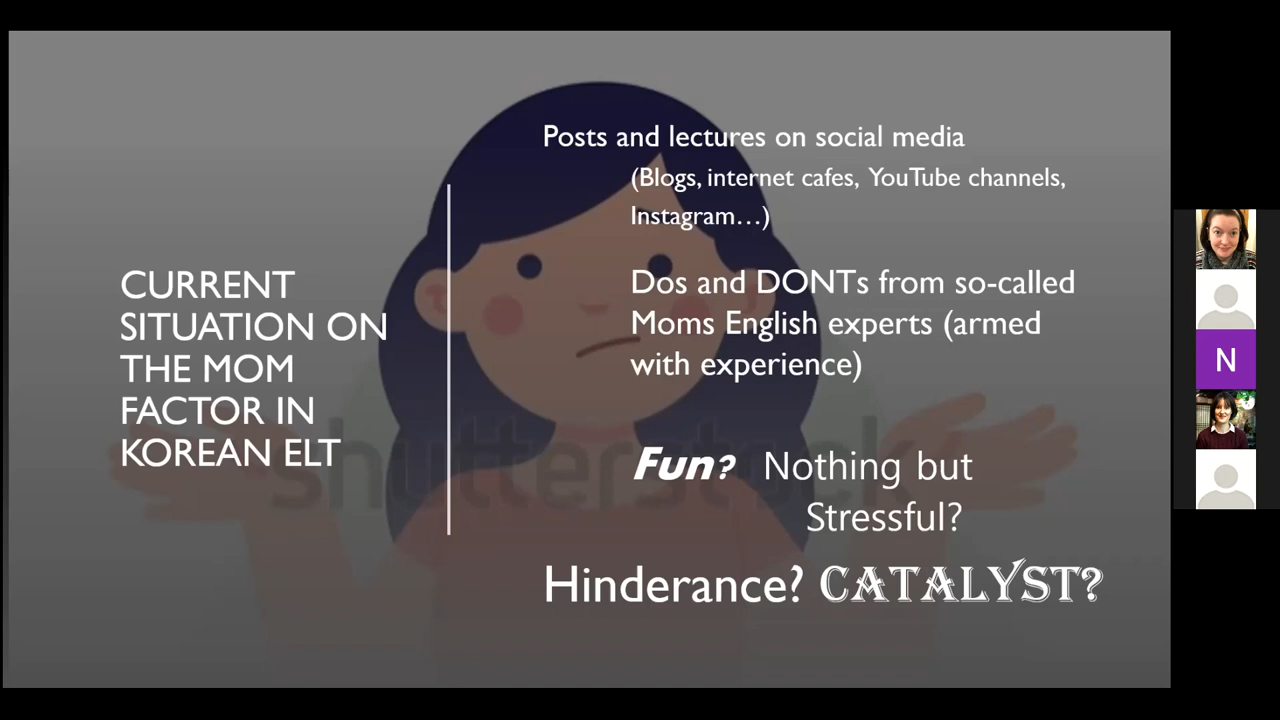 CURRENT
SITUATION ON
THE MOM
FACTOR IN
KOREAN ELT
Posts and lectures on social media
(Blogs, internet cafes, YouTube channels,
Instagram…)
Dos and DONTs from so-called
Moms English experts (armed
with experience)
Fun? Nothing but
Stressful?
Hinderance? CATALYST?
shutterstock
N